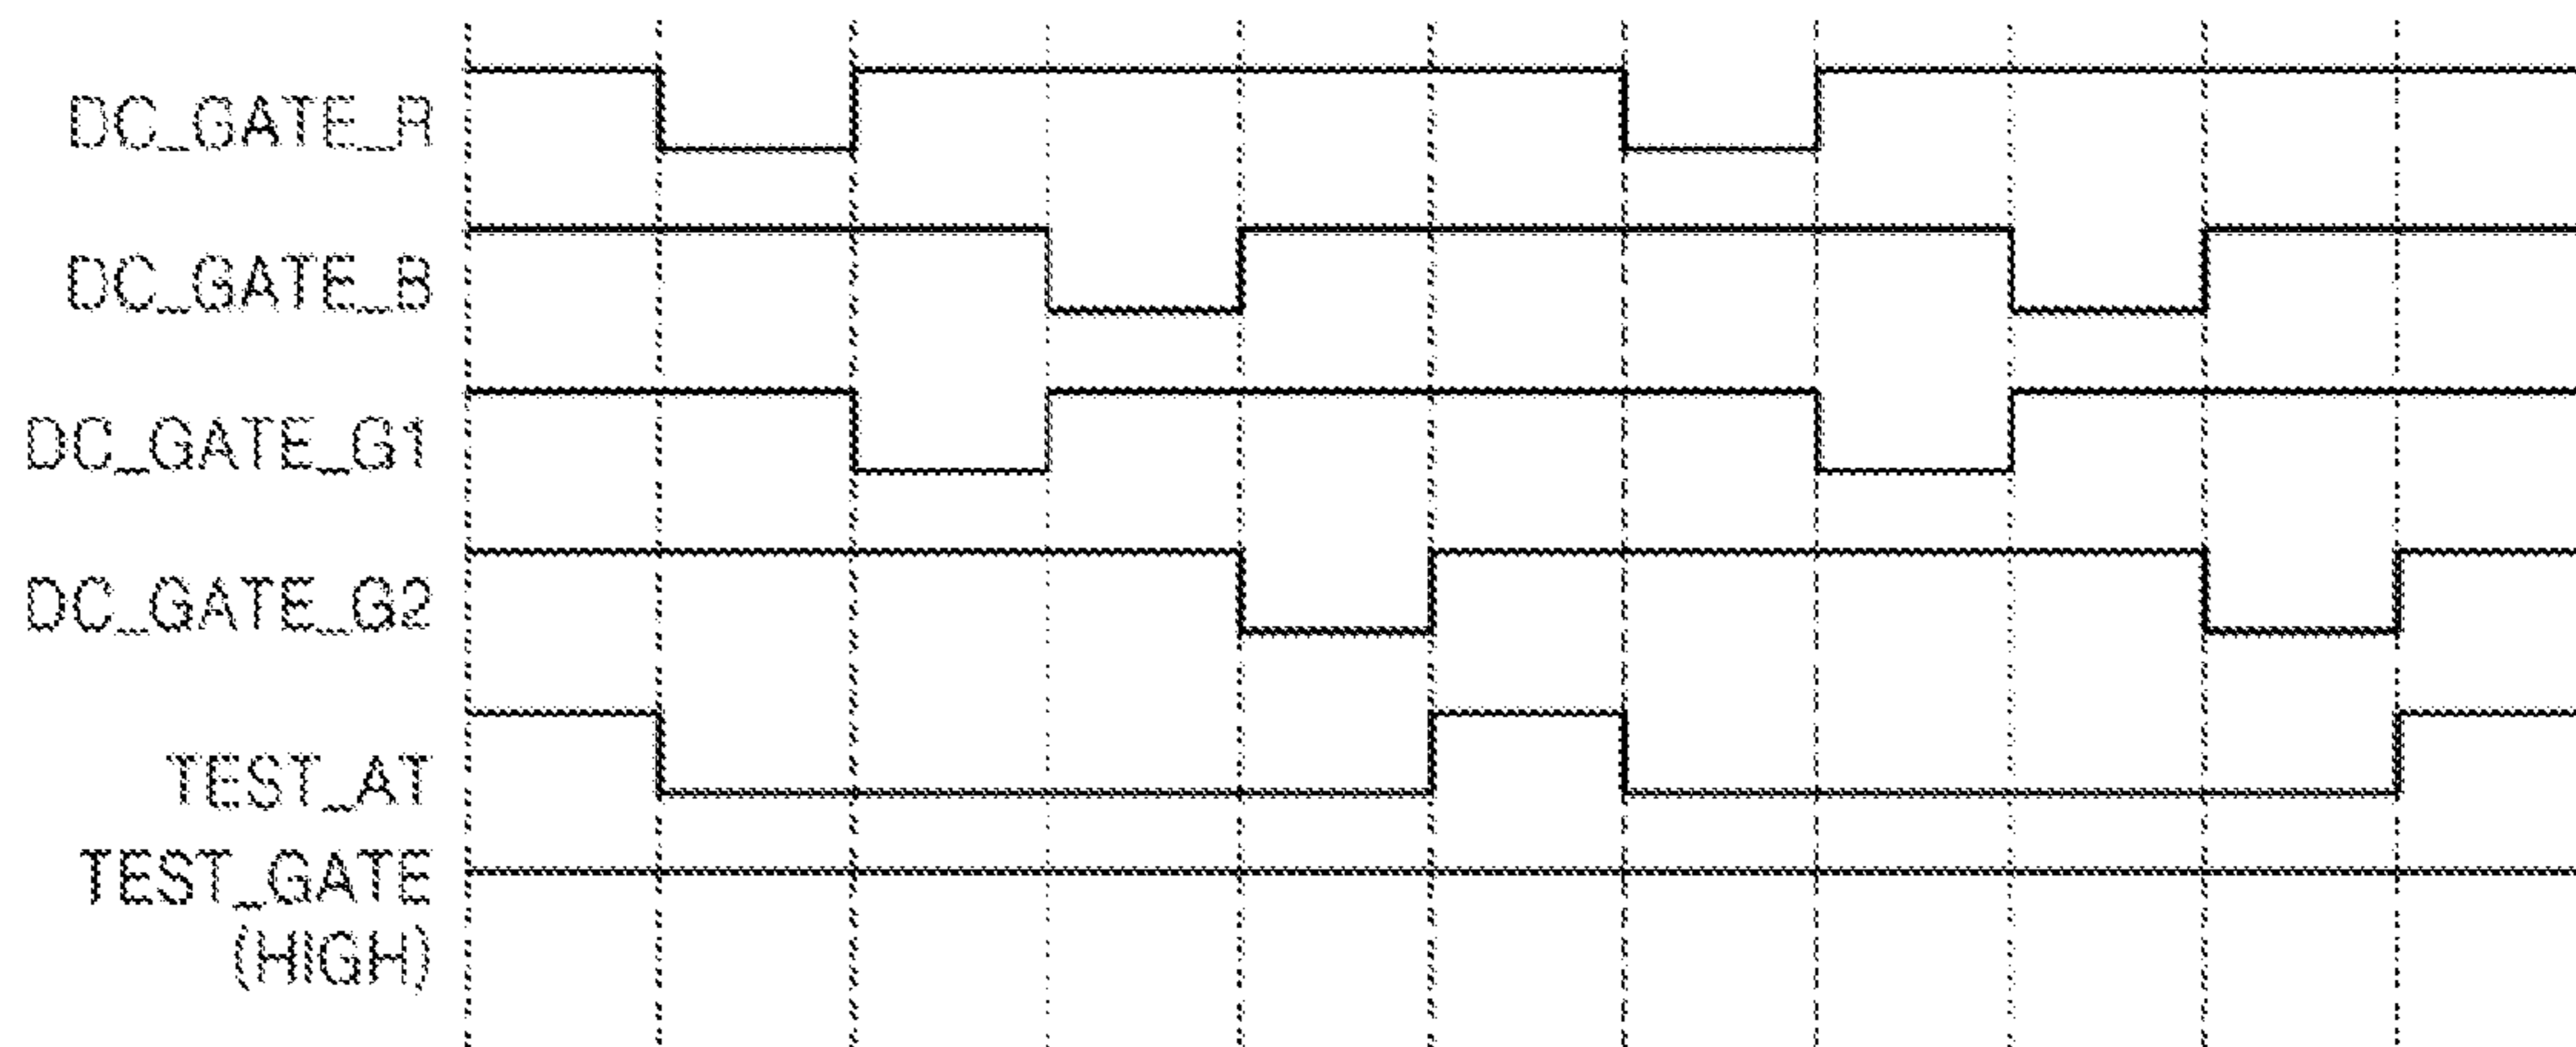 DC_GATE_R
DC_GATE_B
DC_GATE_G1
DC_GATE_G2
TEST_AT
TEST_GATE
(HIGH)